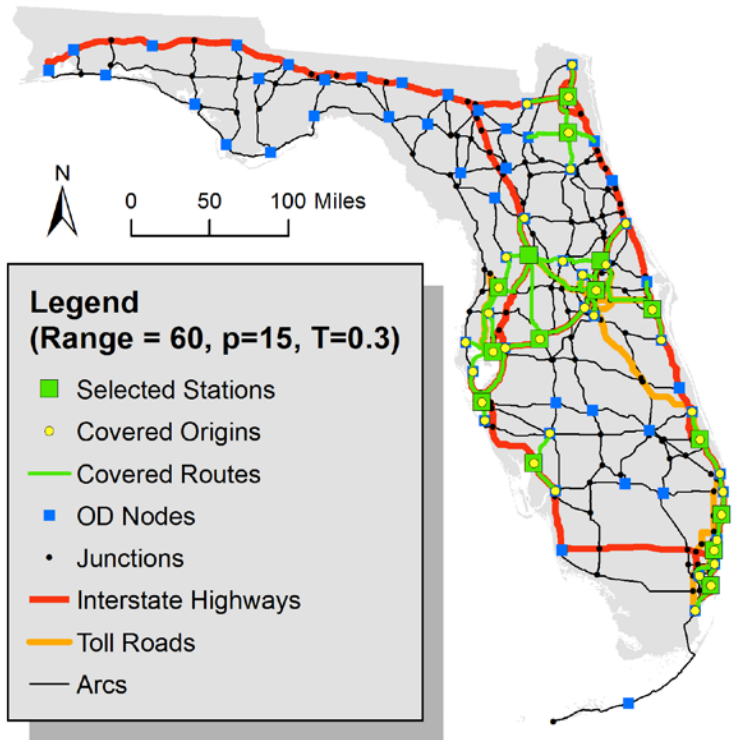 N
0 50 100 Miles
Legend
(Range = 60, p=15, T=0.3)
Selected Stations
Covered Origins
Covered Routes
OD Nodes
Junctions
Interstate Highways
Toll Roads
Arcs